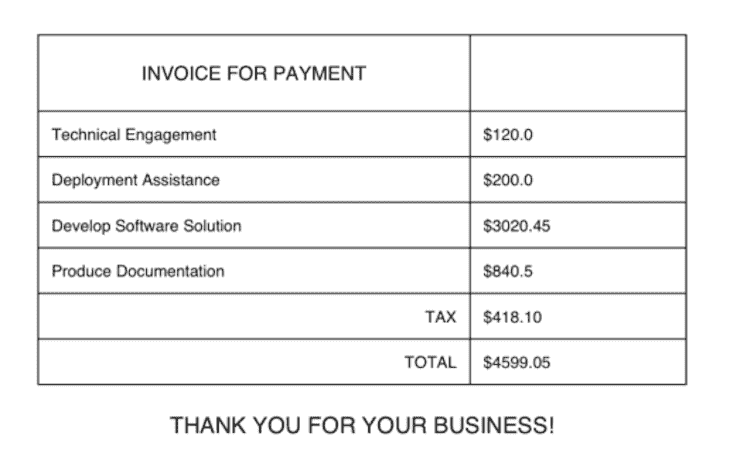 INVOICE FOR PAYMENT
Technical Engagement $120.0
Deployment Assistance $200.0
Develop Software Solution $3020.45
Produce Documentation $840.5
TAX $418.10
TOTAL $4599.05
THANK YOU FOR YOUR BUSINESS!